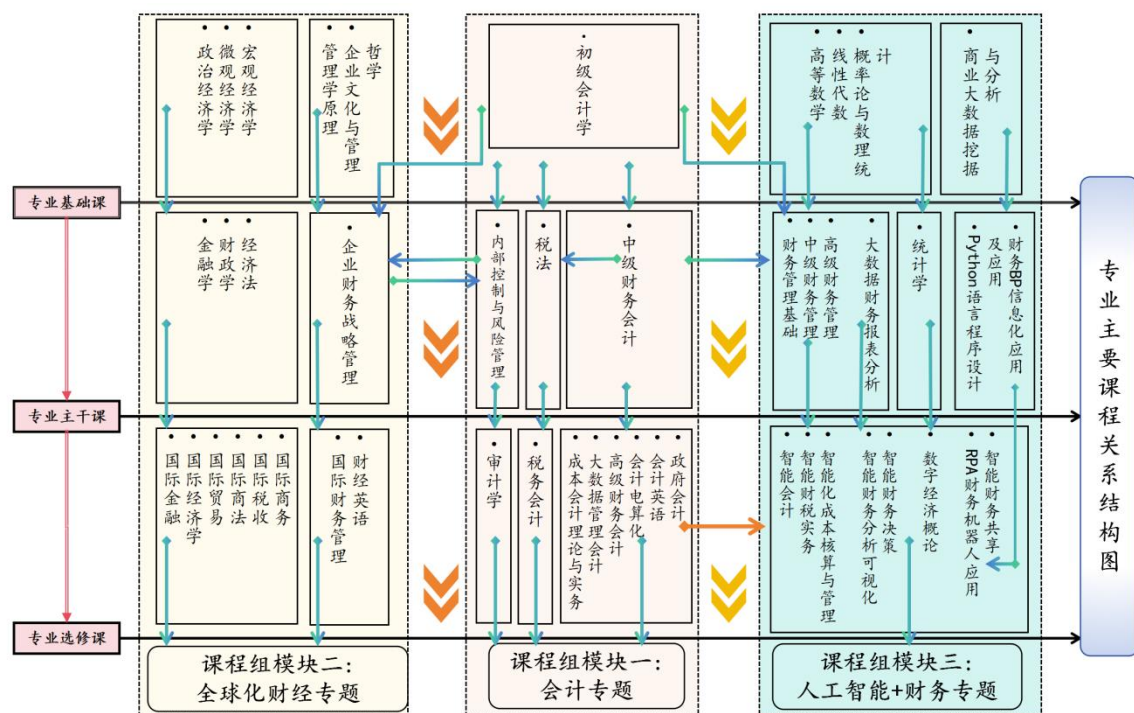 政治经济学
微观经济学
宏观经济学
管理学原理
企业文化与管理
哲学
初级会计学
高等数学
线性代数
概率论与数理统
计
商业大数据挖据
与分析
专业基础课
金融学
财政学
经济法
企业财务战略管理
内部控制与风险管理
税法
中级财务会计
财务管理基础
中级财务管理
高级财务管理
大数据财务报表分析
统计学
Python语言程序设计
及应用
财务BP信息化应用
专业主干课
国际金融
国际经济学
国际贸易
国际商法
国际税收
国际商务
国际财务管理
财经英语
审计学
税务会计
成本会计理论与实务
大数据管理会计
高级财务会计
会计电算化
会计英语
政府会计
智能会计
智能财税实务
智能化成本核算与管理
智能财务分析可视化
智能财务决策
数字经济概论
RPA财务机器人应用
智能财务共享
专业选修课
课程组模块二：
全球化财经专题
课程组模块一：
会计专题
课程组模块三：
人工智能+财务专题
专业主要课程关系结构图